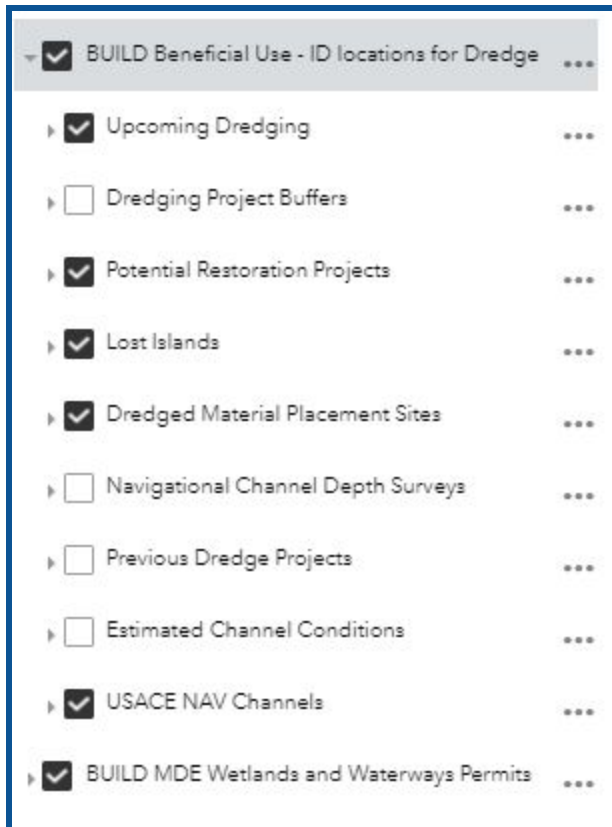 BUILD Beneficial Use - ID locations for Dredge
Upcoming Dredging
Dredging Project Buffers
Potential Restoration Projects
Lost Islands
Dredged Material Placement Sites
Navigational Channel Depth Surveys
Previous Dredge Projects
Estimated Channel Conditions
USACE NAV Channels
BUILD MDE Wetlands and Waterways Permits